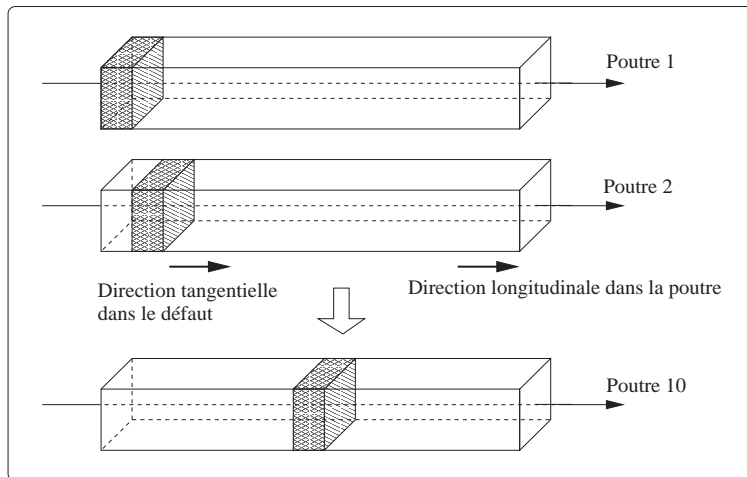 Poutre 1
Poutre 2
Direction tangentielle
dans le défaut
Direction longitudinale dans la poutre
Poutre 10